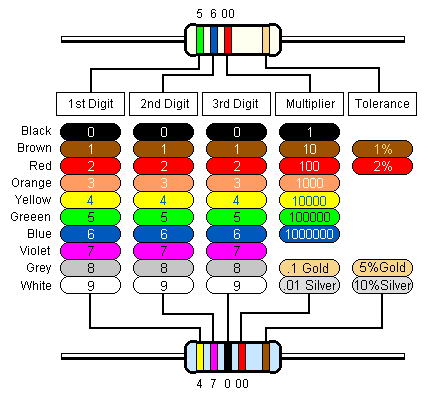 5 6 00
1st Digit 2nd Digit 3rd Digit Multiplier Tolerance
Black 0 0 0 1
Brown 1 1 1 10 1%
Red 2 2 2 100 2%
Orange 3 3 3 1000
Yellow 4 4 4 10000
Greeen 5 5 5 100000
Blue 6 6 6 1000000
Violet 7 7 7
Grey 8 8 8 .1 Gold 5%Gold
White 9 9 9 .01 Silver 10%Silver
4 7 0 00